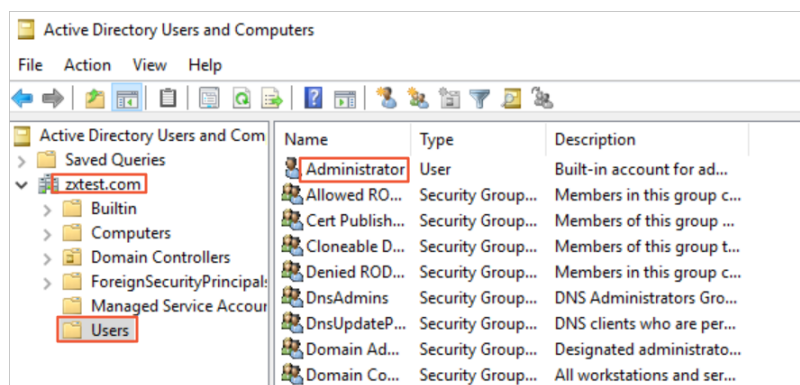 Active Directory Users and Computers
File Action View Help
Active Directory Users and Com
Saved Queries
zxtest.com
Builtin
Computers
Domain Controllers
ForeignSecurityPrincipals
Managed Service Accour
Users
Name Type Description
Administrator User Built-in account for ad...
Allowed RO... Security Group... Members in this group c...
Cert Publish... Security Group... Members of this group ...
Cloneable D... Security Group... Members of this group t...
Denied ROD... Security Group... Members in this group c...
DnsAdmins Security Group... DNS Administrators Gro...
DnsUpdateP... Security Group... DNS clients who are per...
Domain Ad... Security Group... Designated administrato...
Domain Co... Security Group... All workstations and ser...